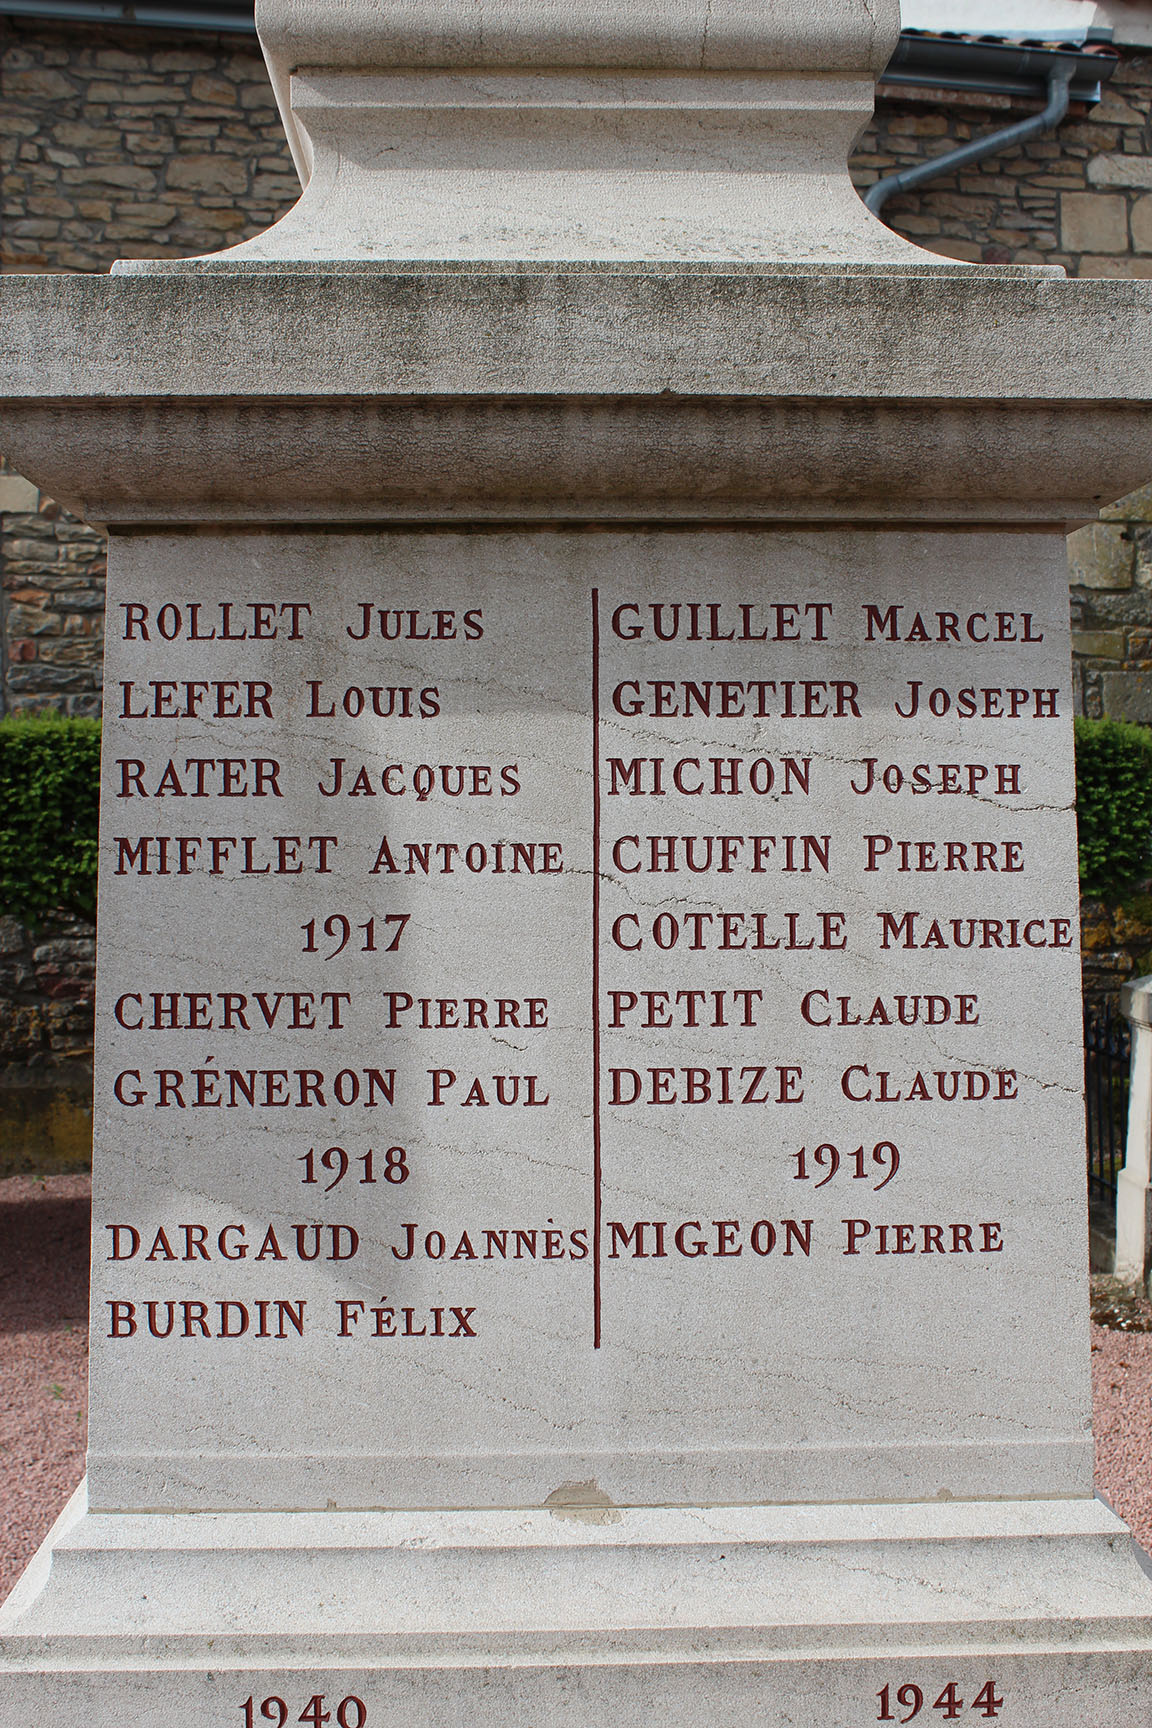 ROLLET JULES
LEFER LOUIS
RATER JACQUES
MIFFLET ANTOINE
1917
CHERVET PIERRE
GRÉNERON PAUL
1918
DARGAUD JOANNÈS
BURDIN FÉLIX
GUILLET MARCEL
GENETIER JOSEPH
MICHON JOSEPH
CHUFFIN PIERRE
COTELLE MAURICE
PETIT CLAUDE
DEBIZE CLAUDE
1919
MIGEON PIERRE
1940
1944